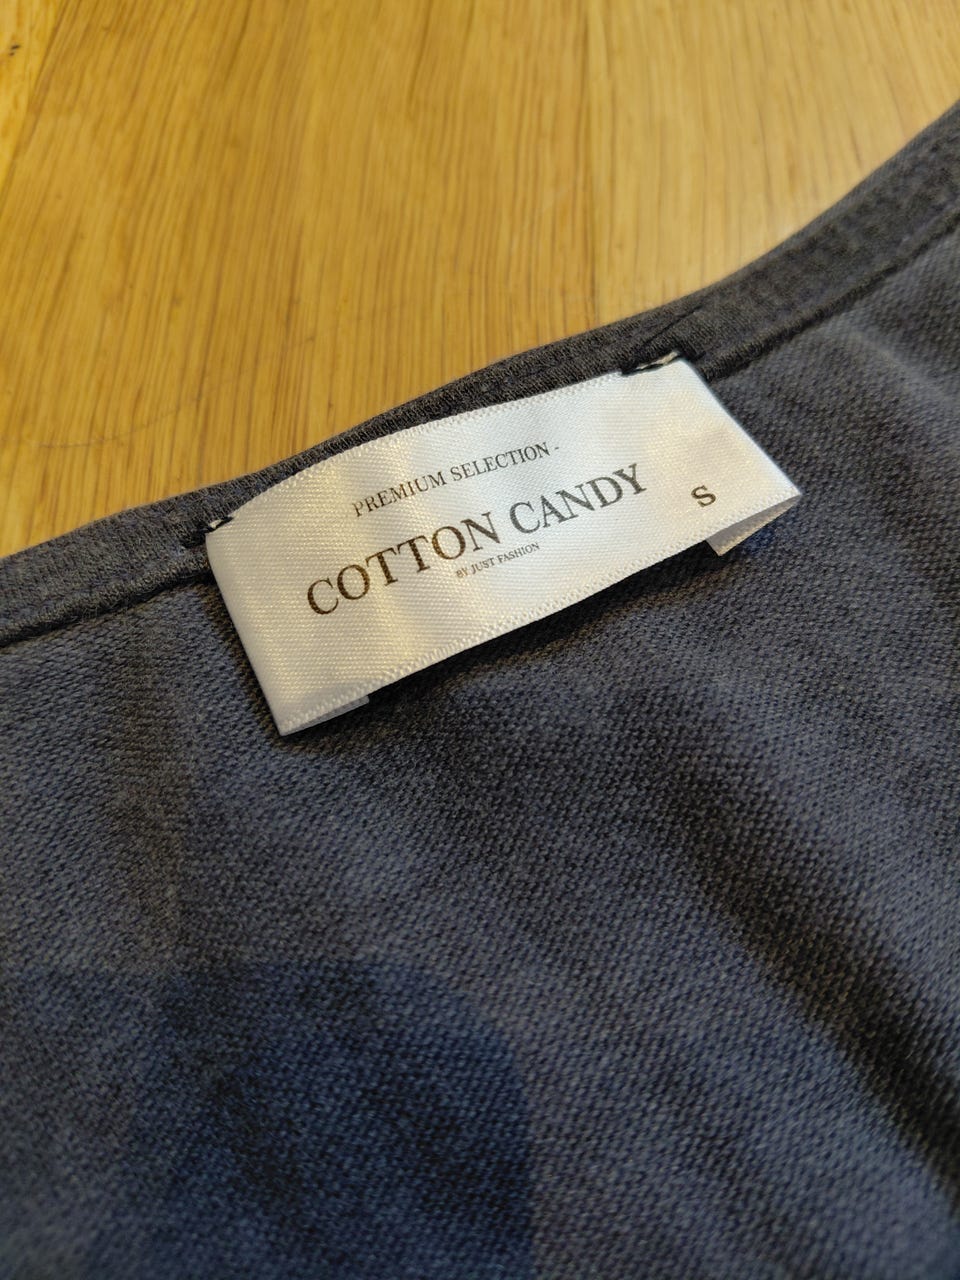 PREMIUM SELECTION -
COTTON CANDY
BY JUST FASHION
S